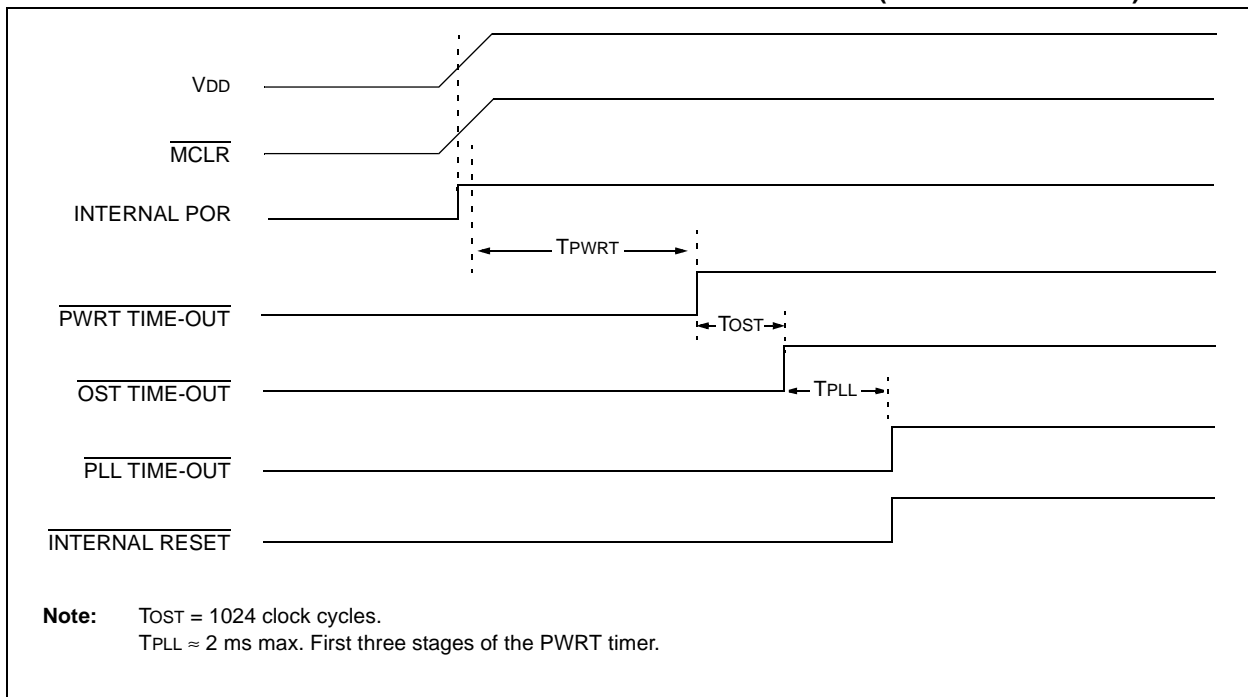 VDD
MCLR
INTERNAL POR
TPWRT
PWRT TIME-OUT
TOST
OST TIME-OUT
TPLL
PLL TIME-OUT
INTERNAL RESET
Note: TOST = 1024 clock cycles.
TPLL ≈ 2 ms max. First three stages of the PWRT timer.